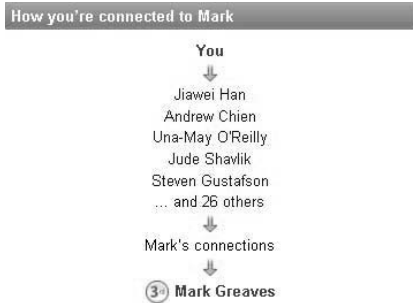 How you're connected to Mark
You
Jiawei Han
Andrew Chien
Una-May O'Reilly
Jude Shavlik
Steven Gustafson
... and 26 others
Mark's connections
3rd Mark Greaves